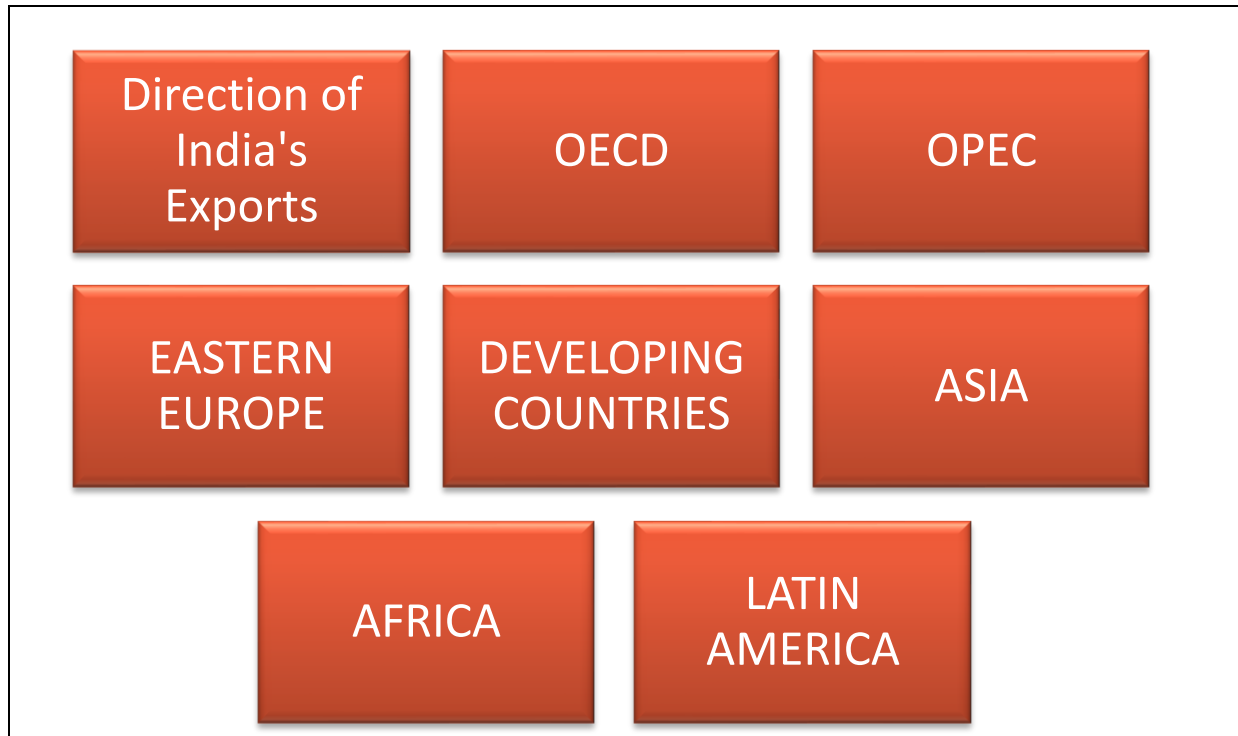 Direction of
India's
Exports
OECD
OPEC
EASTERN
EUROPE
DEVELOPING
COUNTRIES
ASIA
AFRICA
LATIN
AMERICA